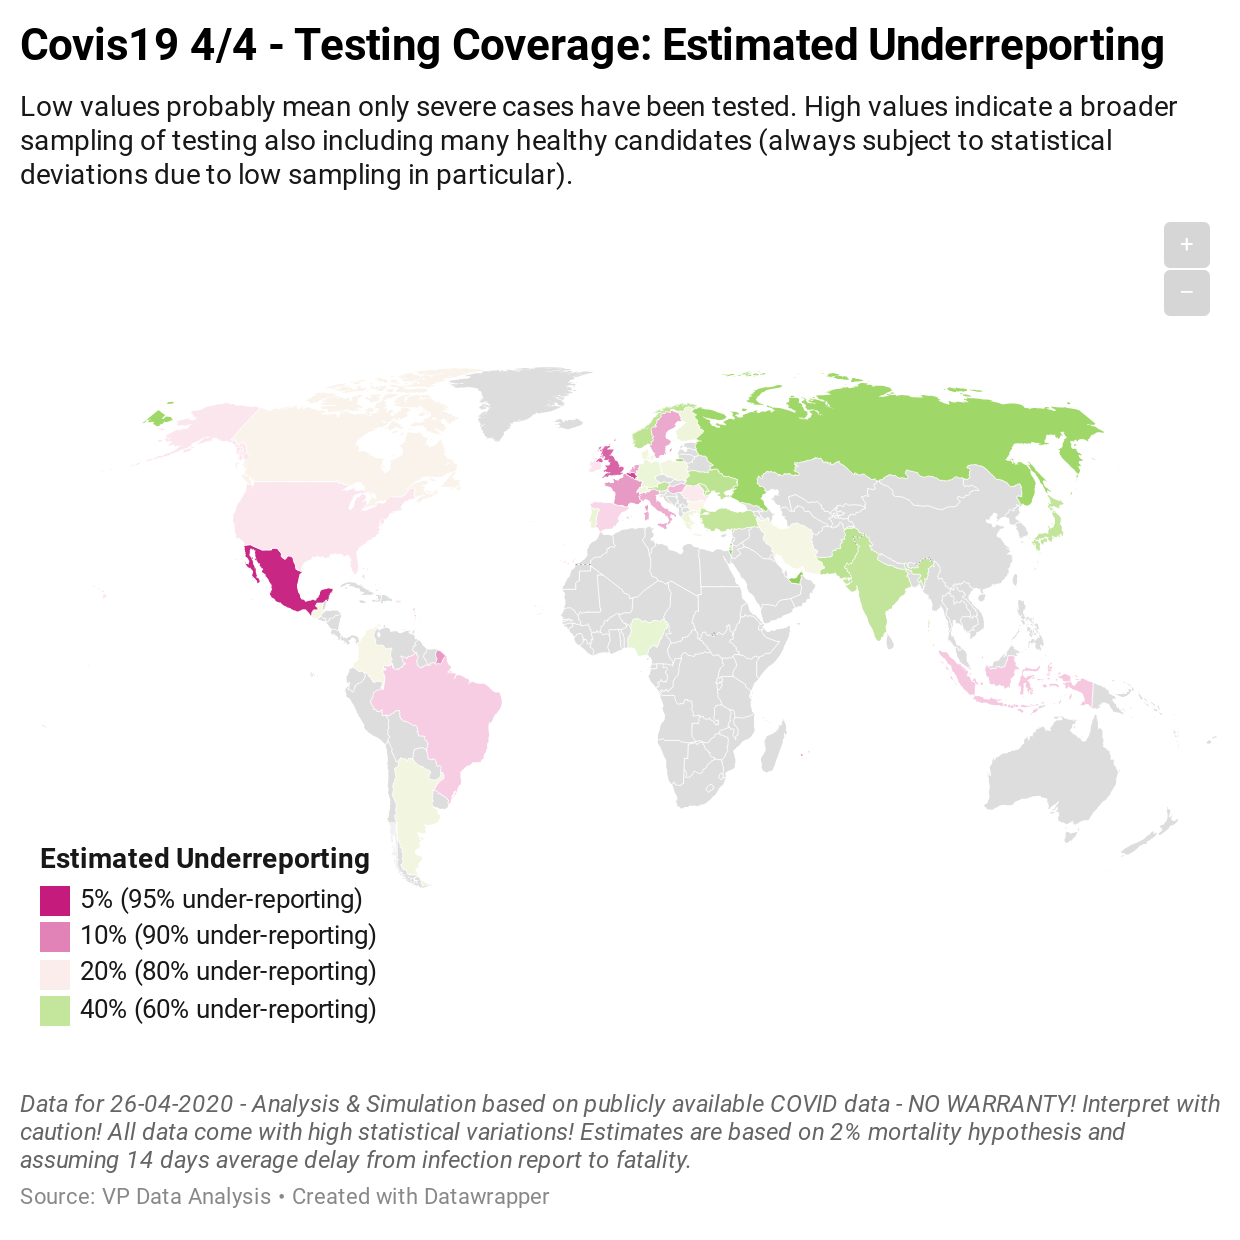 Covis19 4/4 - Testing Coverage: Estimated Underreporting
Low values probably mean only severe cases have been tested. High values indicate a broader
sampling of testing also including many healthy candidates (always subject to statistical
deviations due to low sampling in particular).
+
−
Estimated Underreporting
5% (95% under-reporting)
10% (90% under-reporting)
20% (80% under-reporting)
40% (60% under-reporting)
Data for 26-04-2020 - Analysis & Simulation based on publicly available COVID data - NO WARRANTY! Interpret with
caution! All data come with high statistical variations! Estimates are based on 2% mortality hypothesis and
assuming 14 days average delay from infection report to fatality.
Source: VP Data Analysis • Created with Datawrapper